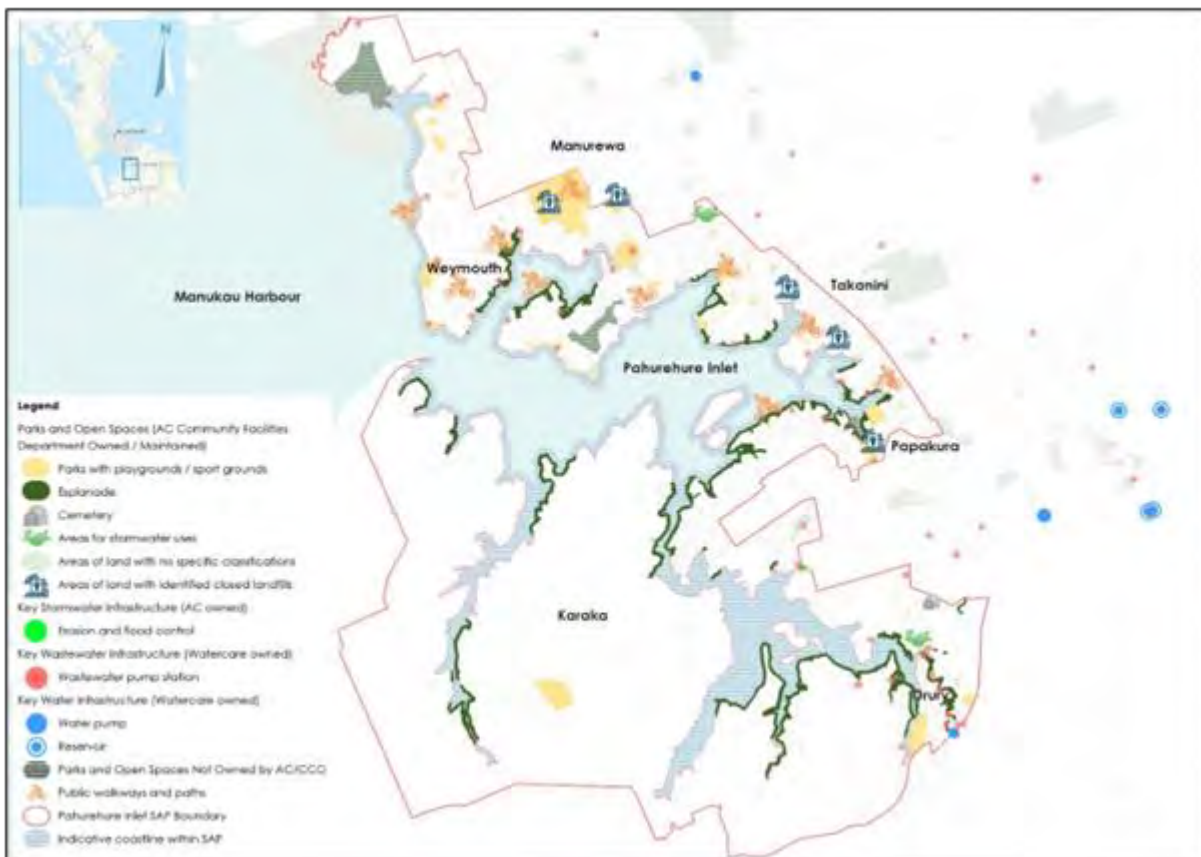 N
Manurewa
Weymouth
Takanini
Manukau Harbour
Pahurehure Inlet
Papakura
Karaka
Drury
Legend
Parks and Open Spaces (AC Community Facilities
Department Owned / Maintained)
Parks with playgrounds / sport grounds
Esplanade
Cemetery
Areas for stormwater uses
Areas of land with no specific classifications
Areas of land with identified closed landfills
Key Stormwater Infrastructure (AC owned)
Erosion and flood control
Key Wastewater Infrastructure (Watercare owned)
Wastewater pump station
Key Water Infrastructure (Watercare owned)
Water pump
Reservoir
Parks and Open Spaces Not Owned by AC/CCO
Public walkways and paths
Pahurehure Inlet SAP Boundary
Indicative coastline within SAP